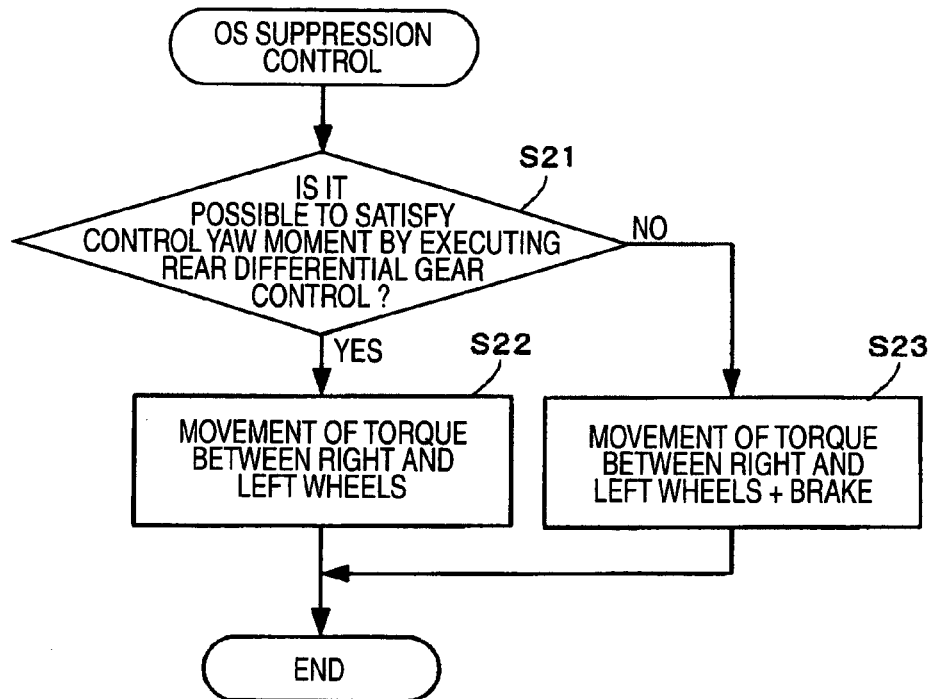 OS SUPPRESSION
CONTROL
S21
IS IT
POSSIBLE TO SATISFY
CONTROL YAW MOMENT BY EXECUTING
REAR DIFFERENTIAL GEAR
CONTROL ?
NO
YES
S22
MOVEMENT OF TORQUE
BETWEEN RIGHT AND
LEFT WHEELS
S23
MOVEMENT OF TORQUE
BETWEEN RIGHT AND
LEFT WHEELS + BRAKE
END